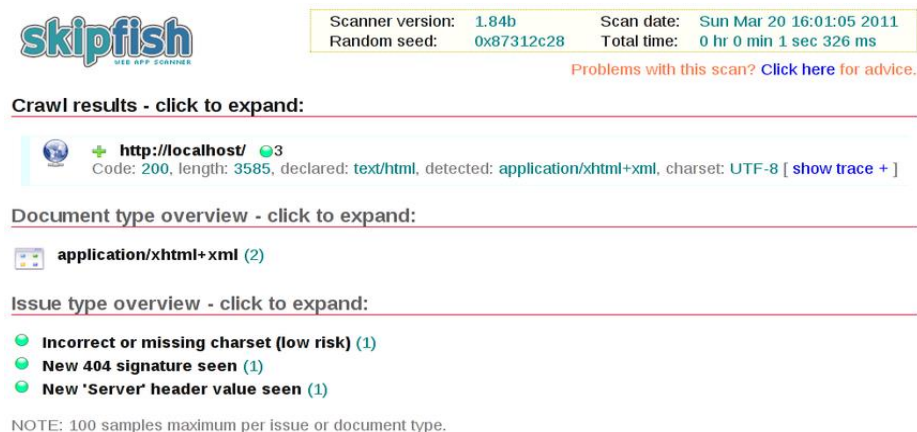 skipfish
WEB APP SCANNER
Scanner version: 1.84b Scan date: Sun Mar 20 16:01:05 2011
Random seed: 0x87312c28 Total time: 0 hr 0 min 1 sec 326 ms
Problems with this scan? Click here for advice.
Crawl results - click to expand:
http://localhost/ 3
Code: 200, length: 3585, declared: text/html, detected: application/xhtml+xml, charset: UTF-8 [ show trace + ]
Document type overview - click to expand:
application/xhtml+xml (2)
Issue type overview - click to expand:
Incorrect or missing charset (low risk) (1)
New 404 signature seen (1)
New 'Server' header value seen (1)
NOTE: 100 samples maximum per issue or document type.